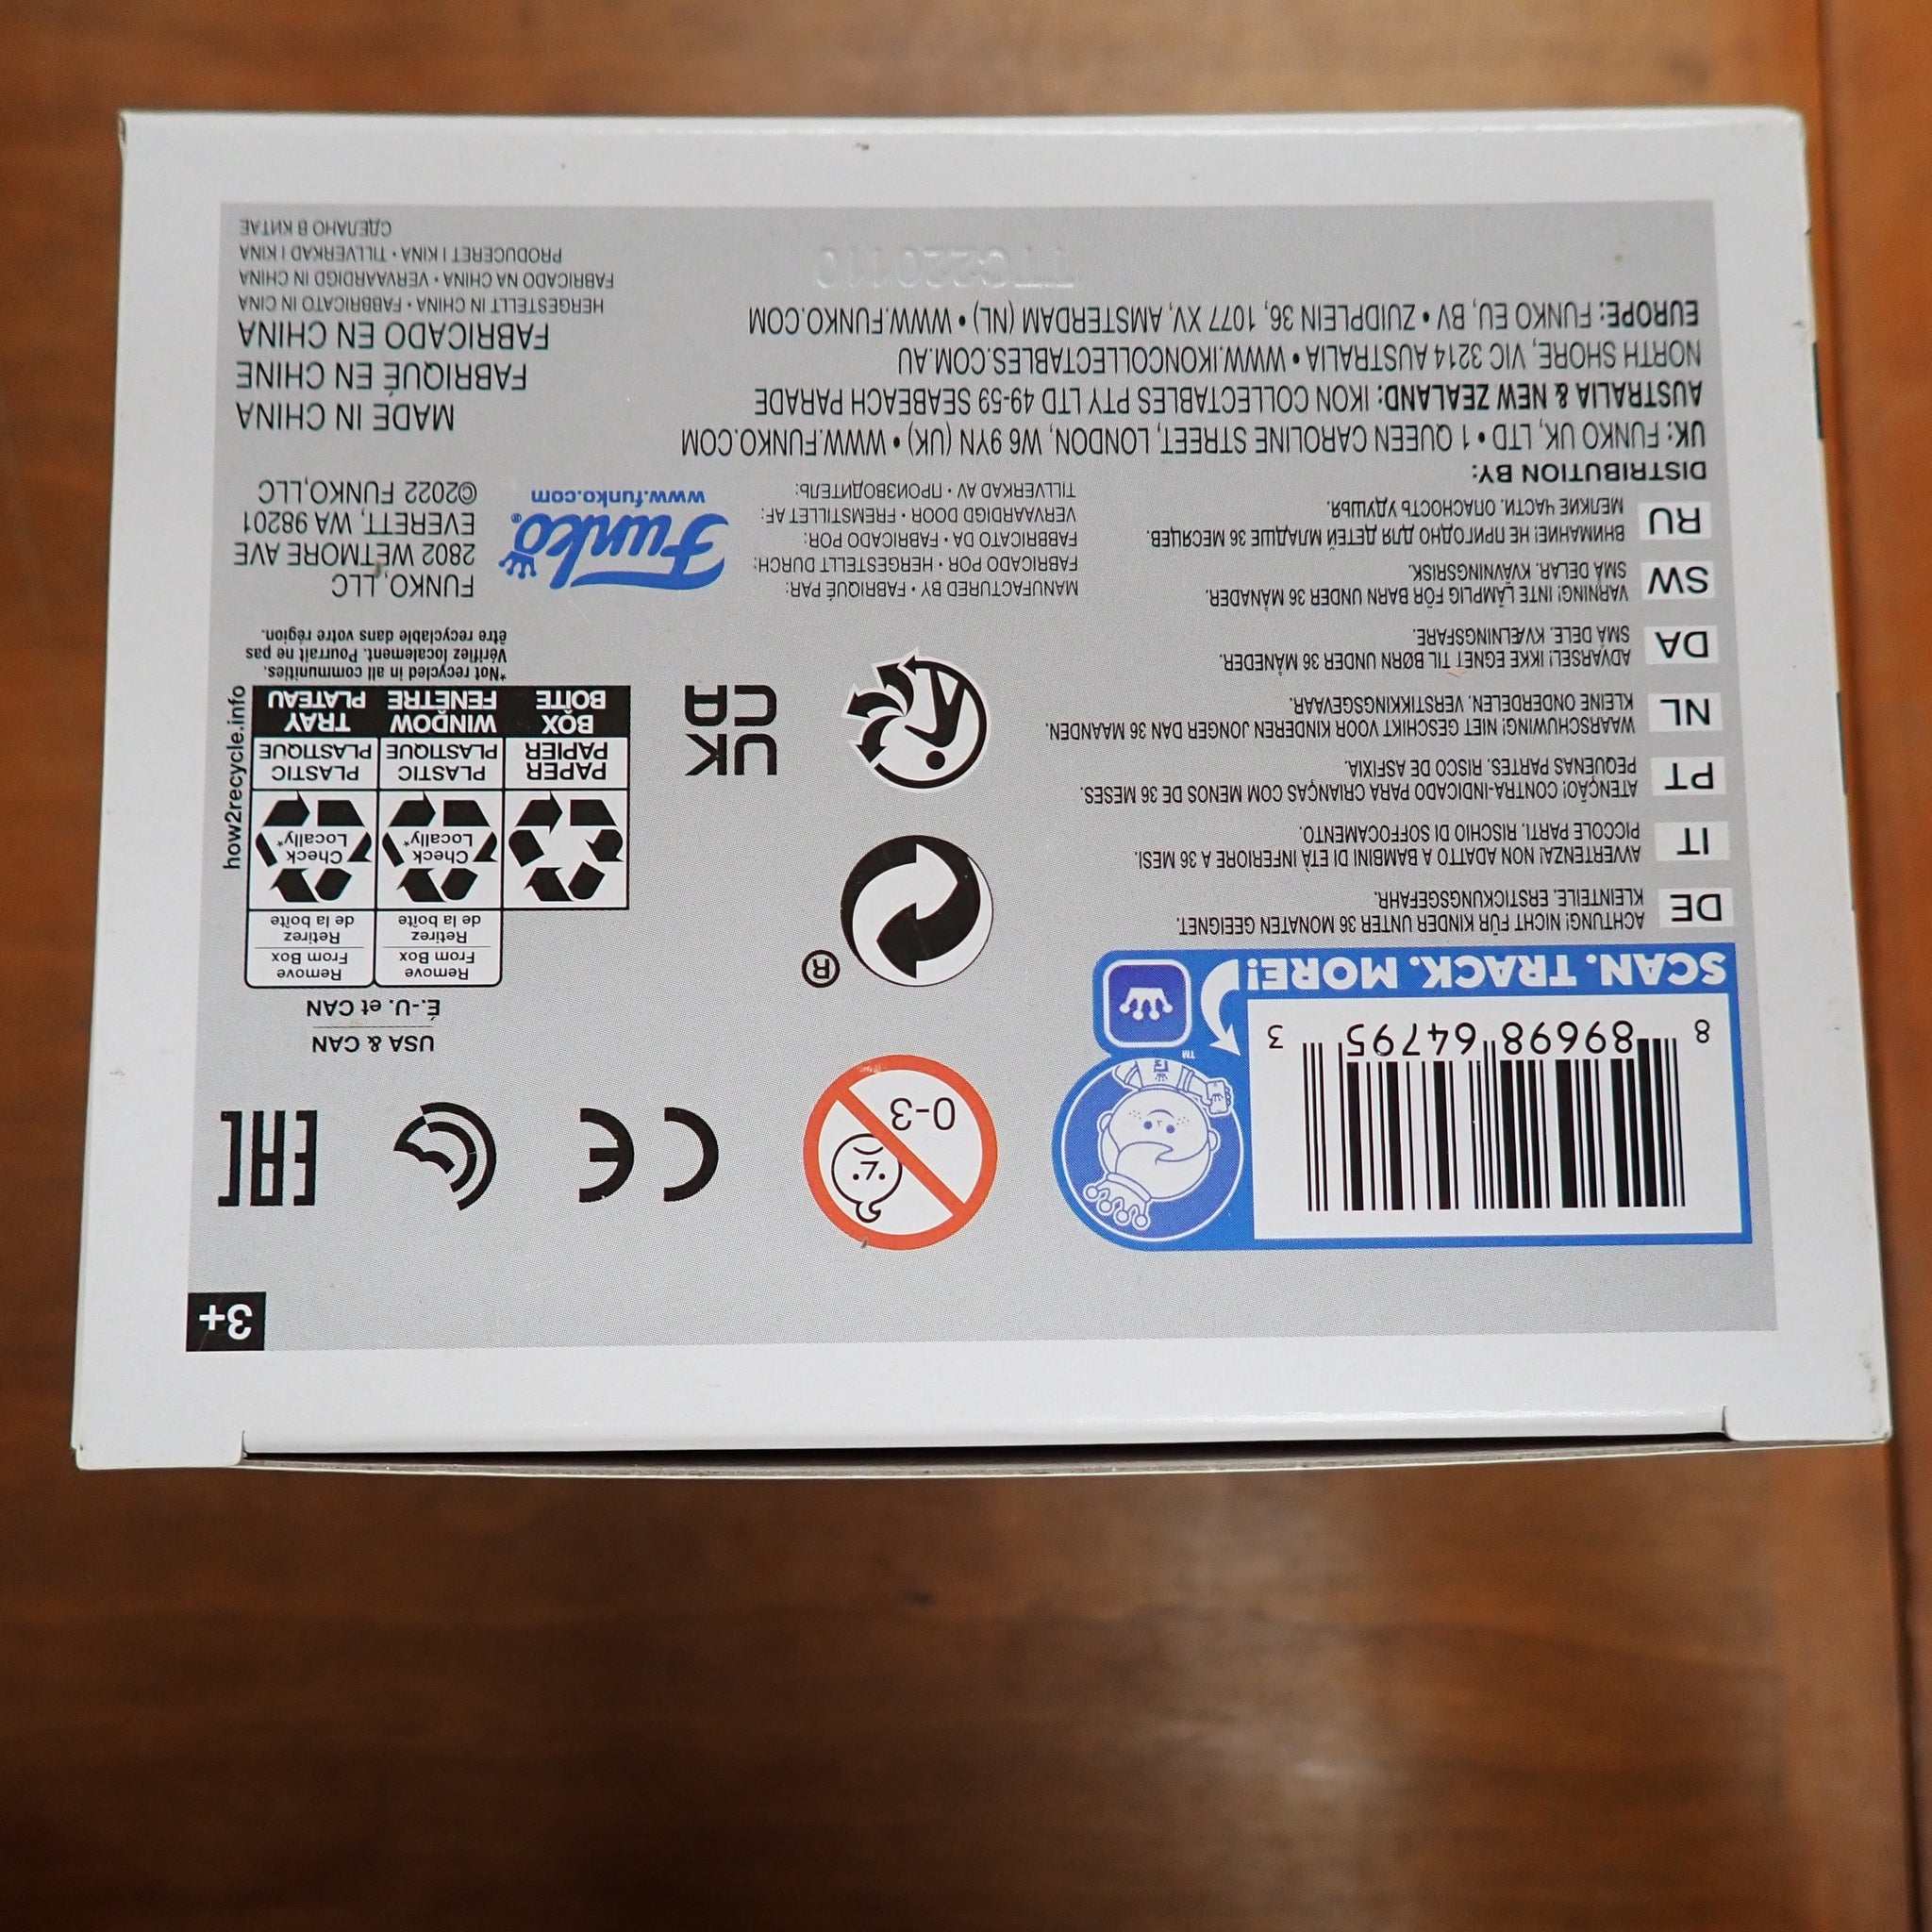 3+
8 89698 64795 3
SCAN. TRACK. MORE!
TM
0-3
CE
EAC
USA & CAN
É.-U. et CAN
Remove
From Box
Retirez
de la boîte
Remove
From Box
Retirez
de la boîte
Check
Locally*
Check
Locally*
PAPER
PAPIER
PLASTIC
PLASTIQUE
PLASTIC
PLASTIQUE
BOX
BOÎTE
WINDOW
FENÊTRE
TRAY
PLATEAU
how2recycle.info
*Not recycled in all communities.
Vérifiez localement. Pourrait ne pas
être recyclable dans votre région.
®
UK
CA
DE
ACHTUNG! NICHT FÜR KINDER UNTER 36 MONATEN GEEIGNET.
KLEINTEILE. ERSTICKUNGSGEFAHR.
IT
AVVERTENZA! NON ADATTO A BAMBINI DI ETÀ INFERIORE A 36 MESI.
PICCOLE PARTI. RISCHIO DI SOFFOCAMENTO.
PT
ATENÇÃO! CONTRA-INDICADO PARA CRIANÇAS COM MENOS DE 36 MESES.
PEQUENAS PARTES. RISCO DE ASFIXIA.
NL
WAARSCHUWING! NIET GESCHIKT VOOR KINDEREN JONGER DAN 36 MAANDEN.
KLEINE ONDERDELEN. VERSTIKKINGSGEVAAR.
DA
ADVARSEL! IKKE EGNET TIL BØRN UNDER 36 MÅNEDER.
SMÅ DELE. KVÆLNINGSFARE.
SW
VARNING! INTE LÄMPLIG FÖR BARN UNDER 36 MÅNADER.
SMÅ DELAR. KVÄVNINGSRISK.
RU
ВНИМАНИЕ! НЕ ПРИГОДНО ДЛЯ ДЕТЕЙ МЛАДШЕ 36 МЕСЯЦЕВ.
МЕЛКИЕ ЧАСТИ. ОПАСНОСТЬ УДУШЬЯ.
MANUFACTURED BY • FABRIQUÉ PAR:
FABRICADO POR • HERGESTELLT DURCH:
FABBRICATO DA • FABRICADO POR:
VERVAARDIGD DOOR • FREMSTILLET AF:
TILLVERKAD AV • ПРОИЗВОДИТЕЛЬ:
Funko®
www.funko.com
FUNKO, LLC
2802 WETMORE AVE
EVERETT, WA 98201
©2022 FUNKO,LLC
DISTRIBUTION BY:
UK: FUNKO UK, LTD • 1 QUEEN CAROLINE STREET, LONDON, W6 9YN (UK) • WWW.FUNKO.COM
AUSTRALIA & NEW ZEALAND: IKON COLLECTABLES PTY LTD 49-59 SEABEACH PARADE
NORTH SHORE, VIC 3214 AUSTRALIA • WWW.IKONCOLLECTABLES.COM.AU
EUROPE: FUNKO EU, BV • ZUIDPLEIN 36, 1077 XV, AMSTERDAM (NL) • WWW.FUNKO.COM
MADE IN CHINA
FABRIQUÉ EN CHINE
FABRICADO EN CHINA
HERGESTELLT IN CHINA • FABBRICATO IN CINA
FABRICADO NA CHINA • VERVAARDIGD IN CHINA
PRODUCERET I KINA • TILLVERKAD I KINA
СДЕЛАНО В КИТАЕ